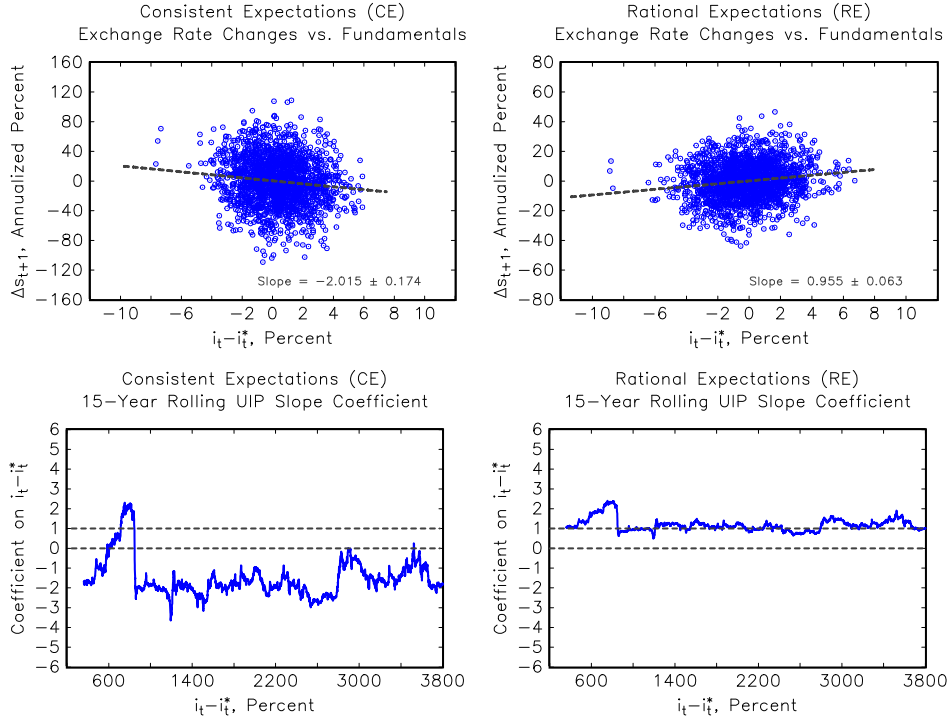 Consistent Expectations (CE)
Exchange Rate Changes vs. Fundamentals
Δs_{t+1}, Annualized Percent
160
120
80
40
0
−40
−80
−120
−160
Slope = −2.015 ± 0.174
−10 −6 −2 0 2 4 6 8 10
i_t−i_t^*, Percent
Rational Expectations (RE)
Exchange Rate Changes vs. Fundamentals
Δs_{t+1}, Annualized Percent
80
60
40
20
0
−20
−40
−60
−80
Slope = 0.955 ± 0.063
−10 −6 −2 0 2 4 6 8 10
i_t−i_t^*, Percent
Consistent Expectations (CE)
15−Year Rolling UIP Slope Coefficient
Coefficient on i_t−i_t^*
6
5
4
3
2
1
0
−1
−2
−3
−4
−5
−6
600 1400 2200 3000 3800
i_t−i_t^*, Percent
Rational Expectations (RE)
15−Year Rolling UIP Slope Coefficient
Coefficient on i_t−i_t^*
6
5
4
3
2
1
0
−1
−2
−3
−4
−5
−6
600 1400 2200 3000 3800
i_t−i_t^*, Percent